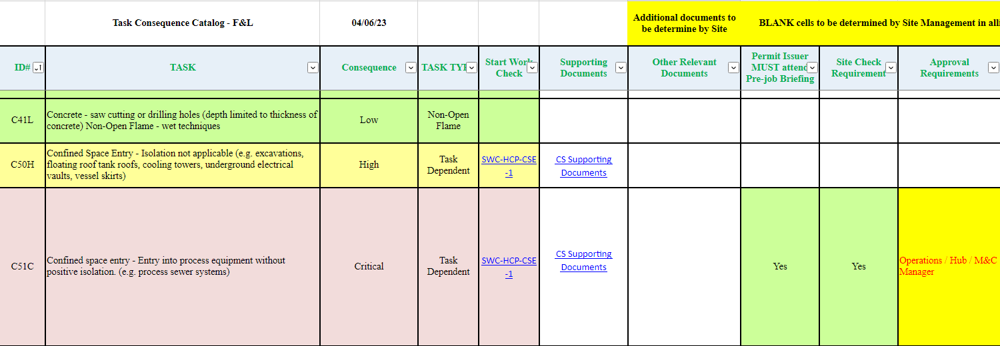 Task Consequence Catalog - F&L
04/06/23
Additional documents to
be determine by Site
BLANK cells to be determined by Site Management in alli
ID#
TASK
Consequence
TASK TYP
Start Work
Check
Supporting
Documents
Other Relevant
Documents
Permit Issuer
MUST attend
Pre-job Briefing
Site Check
Requirement
Approval
Requirements
C41L
Concrete - saw cutting or drilling holes (depth limited to thickness of
concrete) Non-Open Flame - wet techniques
Low
Non-Open
Flame
C50H
Confined Space Entry - Isolation not applicable (e.g. excavations,
floating roof tank roofs, cooling towers, underground electrical
vaults, vessel skirts)
High
Task
Dependent
SWC-HCP-CSE
-1
CS Supporting
Documents
C51C
Confined space entry - Entry into process equipment without
positive isolation. (e.g. process sewer systems)
Critical
Task
Dependent
SWC-HCP-CSE
-1
CS Supporting
Documents
Yes
Yes
Operations / Hub / M&C
Manager